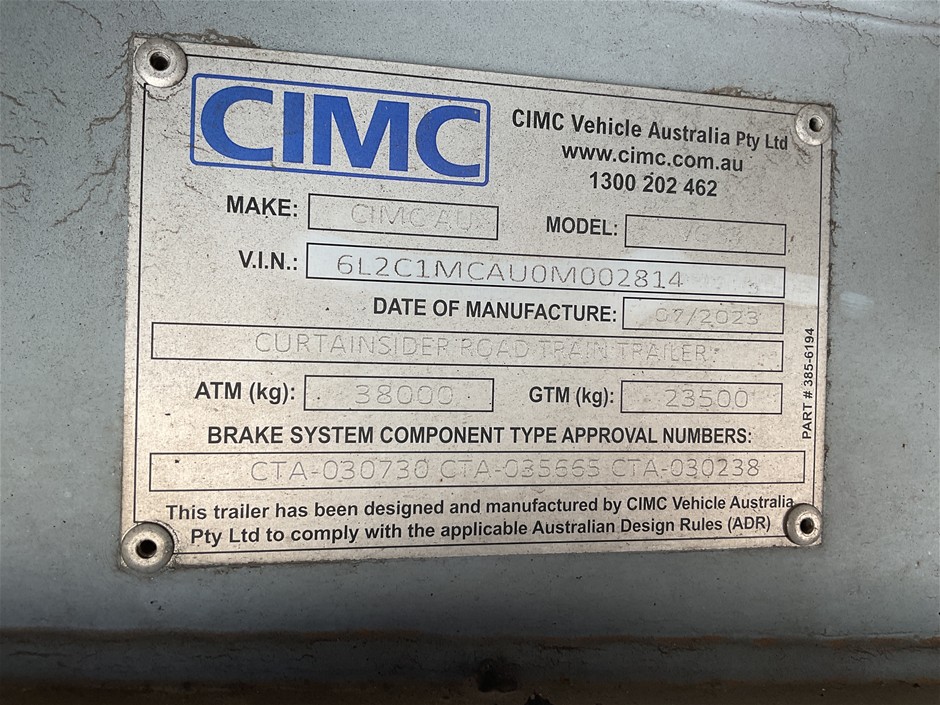 CIMC
CIMC Vehicle Australia Pty Ltd
www.cimc.com.au
1300 202 462
MAKE: CIMC AU
MODEL:
V.I.N.: 6L2C1MCAU0M002814
DATE OF MANUFACTURE: 07/2023
CURTAINSIDER ROAD TRAIN TRAILER
ATM (kg): 38000
GTM (kg): 23500
BRAKE SYSTEM COMPONENT TYPE APPROVAL NUMBERS:
CTA-030730 CTA-035665 CTA-030238
This trailer has been designed and manufactured by CIMC Vehicle Australia
Pty Ltd to comply with the applicable Australian Design Rules (ADR)
PART # 385-6194